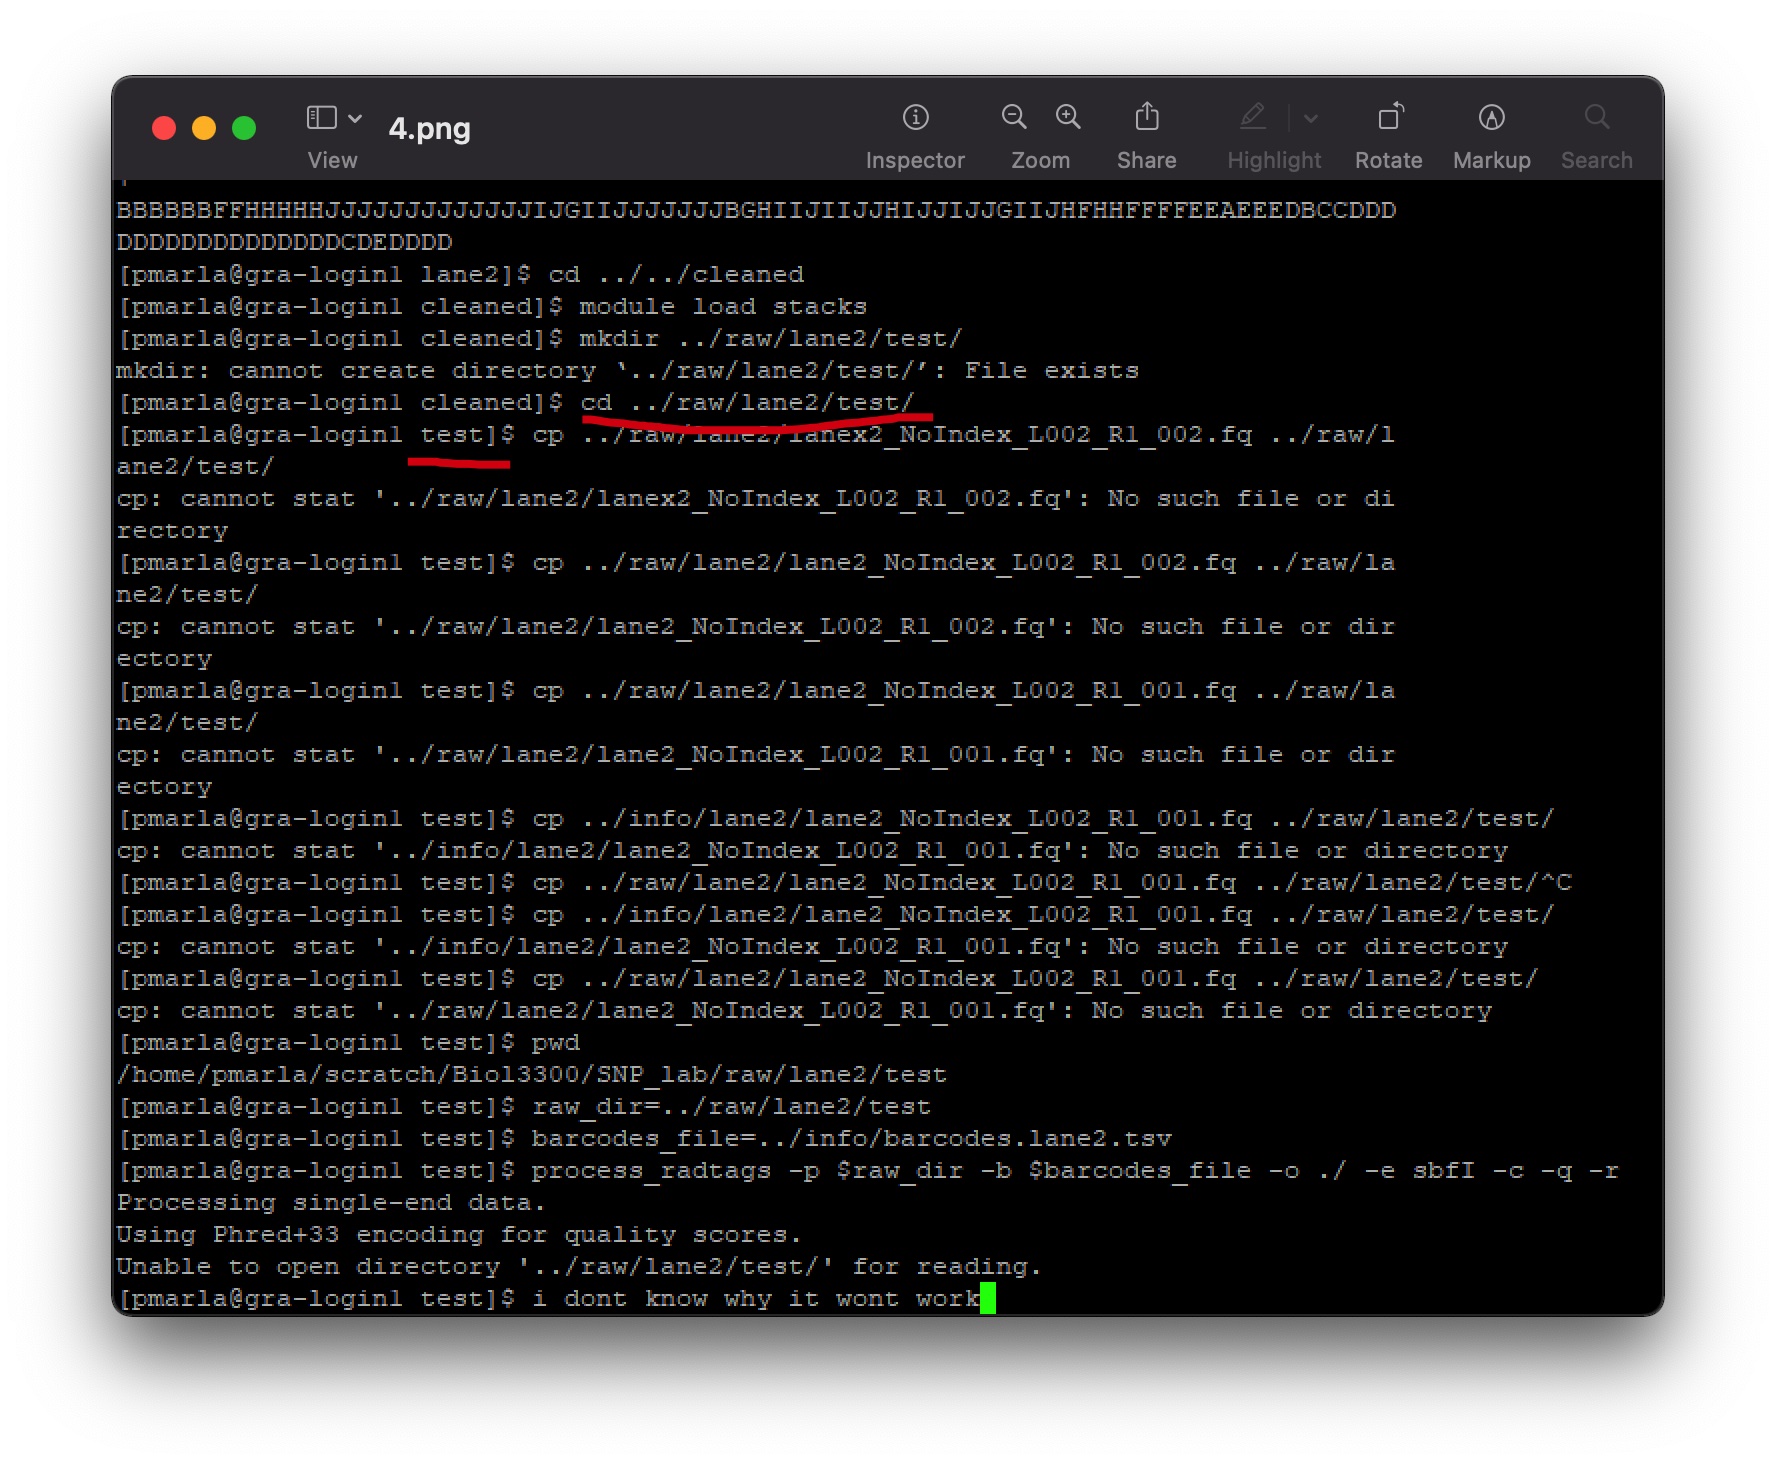 4.png
View
Inspector
Zoom
Share
Highlight
Rotate
Markup
Search
BBBBBBFFHHHHHJJJJJJJJJJJJJIJGIIJJJJJJJBGHIIJIIJJHIJJIJJGIIJHFHHFFFFEEAEEEDBCCDDD
DDDDDDDDDDDDDDCDEDDDD
[pmarla@gra-login1 lane2]$ cd ../../cleaned
[pmarla@gra-login1 cleaned]$ module load stacks
[pmarla@gra-login1 cleaned]$ mkdir ../raw/lane2/test/
mkdir: cannot create directory ‘../raw/lane2/test/’: File exists
[pmarla@gra-login1 cleaned]$ cd ../raw/lane2/test/
[pmarla@gra-login1 test]$ cp ../raw/lane2/lanex2_NoIndex_L002_R1_002.fq ../raw/l
ane2/test/
cp: cannot stat '../raw/lane2/lanex2_NoIndex_L002_R1_002.fq': No such file or di
rectory
[pmarla@gra-login1 test]$ cp ../raw/lane2/lane2_NoIndex_L002_R1_002.fq ../raw/la
ne2/test/
cp: cannot stat '../raw/lane2/lane2_NoIndex_L002_R1_002.fq': No such file or dir
ectory
[pmarla@gra-login1 test]$ cp ../raw/lane2/lane2_NoIndex_L002_R1_001.fq ../raw/la
ne2/test/
cp: cannot stat '../raw/lane2/lane2_NoIndex_L002_R1_001.fq': No such file or dir
ectory
[pmarla@gra-login1 test]$ cp ../info/lane2/lane2_NoIndex_L002_R1_001.fq ../raw/lane2/test/
cp: cannot stat '../info/lane2/lane2_NoIndex_L002_R1_001.fq': No such file or directory
[pmarla@gra-login1 test]$ cp ../raw/lane2/lane2_NoIndex_L002_R1_001.fq ../raw/lane2/test/^C
[pmarla@gra-login1 test]$ cp ../info/lane2/lane2_NoIndex_L002_R1_001.fq ../raw/lane2/test/
cp: cannot stat '../info/lane2/lane2_NoIndex_L002_R1_001.fq': No such file or directory
[pmarla@gra-login1 test]$ cp ../raw/lane2/lane2_NoIndex_L002_R1_001.fq ../raw/lane2/test/
cp: cannot stat '../raw/lane2/lane2_NoIndex_L002_R1_001.fq': No such file or directory
[pmarla@gra-login1 test]$ pwd
/home/pmarla/scratch/Biol3300/SNP_lab/raw/lane2/test
[pmarla@gra-login1 test]$ raw_dir=../raw/lane2/test
[pmarla@gra-login1 test]$ barcodes_file=../info/barcodes.lane2.tsv
[pmarla@gra-login1 test]$ process_radtags -p $raw_dir -b $barcodes_file -o ./ -e sbfI -c -q -r
Processing single-end data.
Using Phred+33 encoding for quality scores.
Unable to open directory '../raw/lane2/test/' for reading.
[pmarla@gra-login1 test]$ i dont know why it wont work